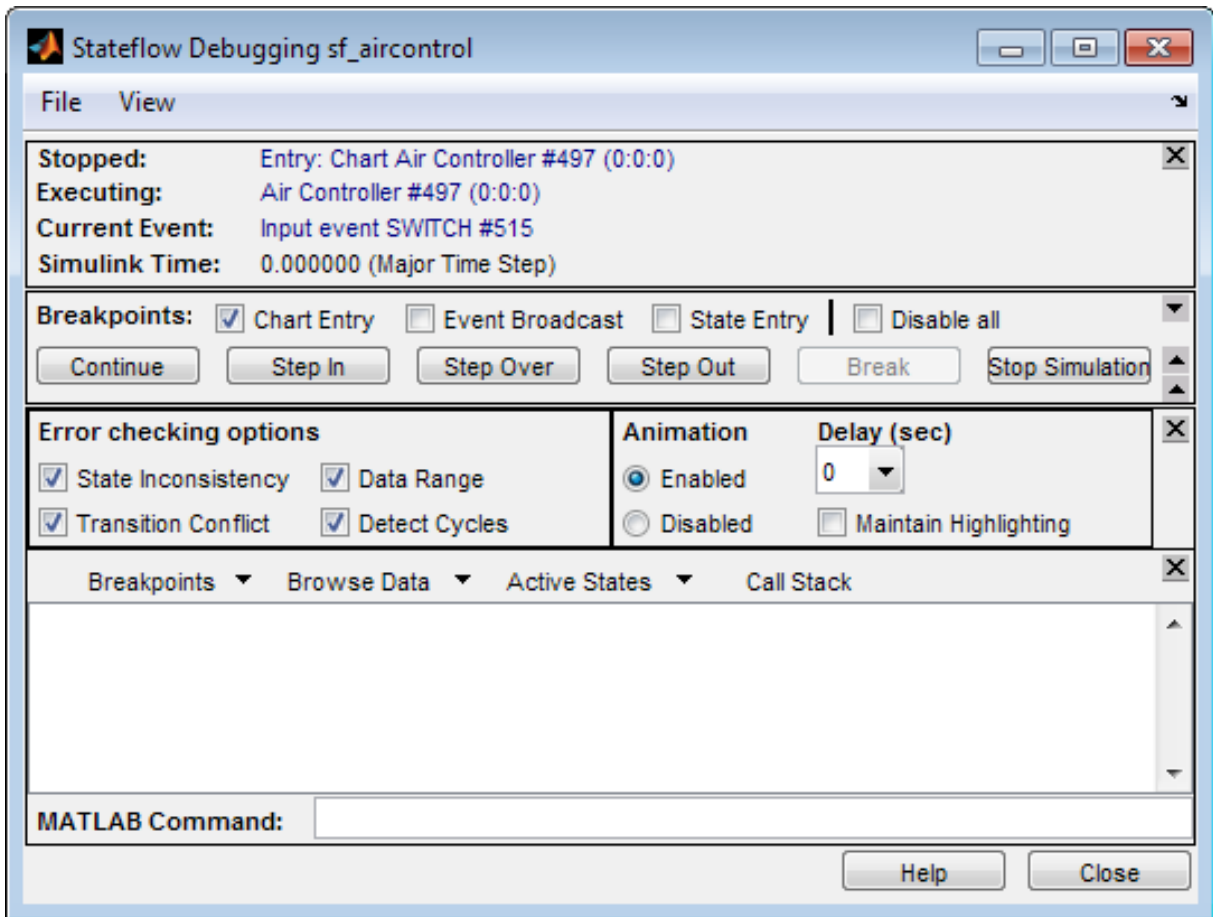 Stateflow Debugging sf_aircontrol
File View
Stopped: Entry: Chart Air Controller #497 (0:0:0)
Executing: Air Controller #497 (0:0:0)
Current Event: Input event SWITCH #515
Simulink Time: 0.000000 (Major Time Step)
Breakpoints: Chart Entry Event Broadcast State Entry Disable all
Continue Step In Step Over Step Out Break Stop Simulation
Error checking options Animation Delay (sec)
State Inconsistency Data Range Enabled 0
Transition Conflict Detect Cycles Disabled Maintain Highlighting
Breakpoints Browse Data Active States Call Stack
MATLAB Command:
Help Close